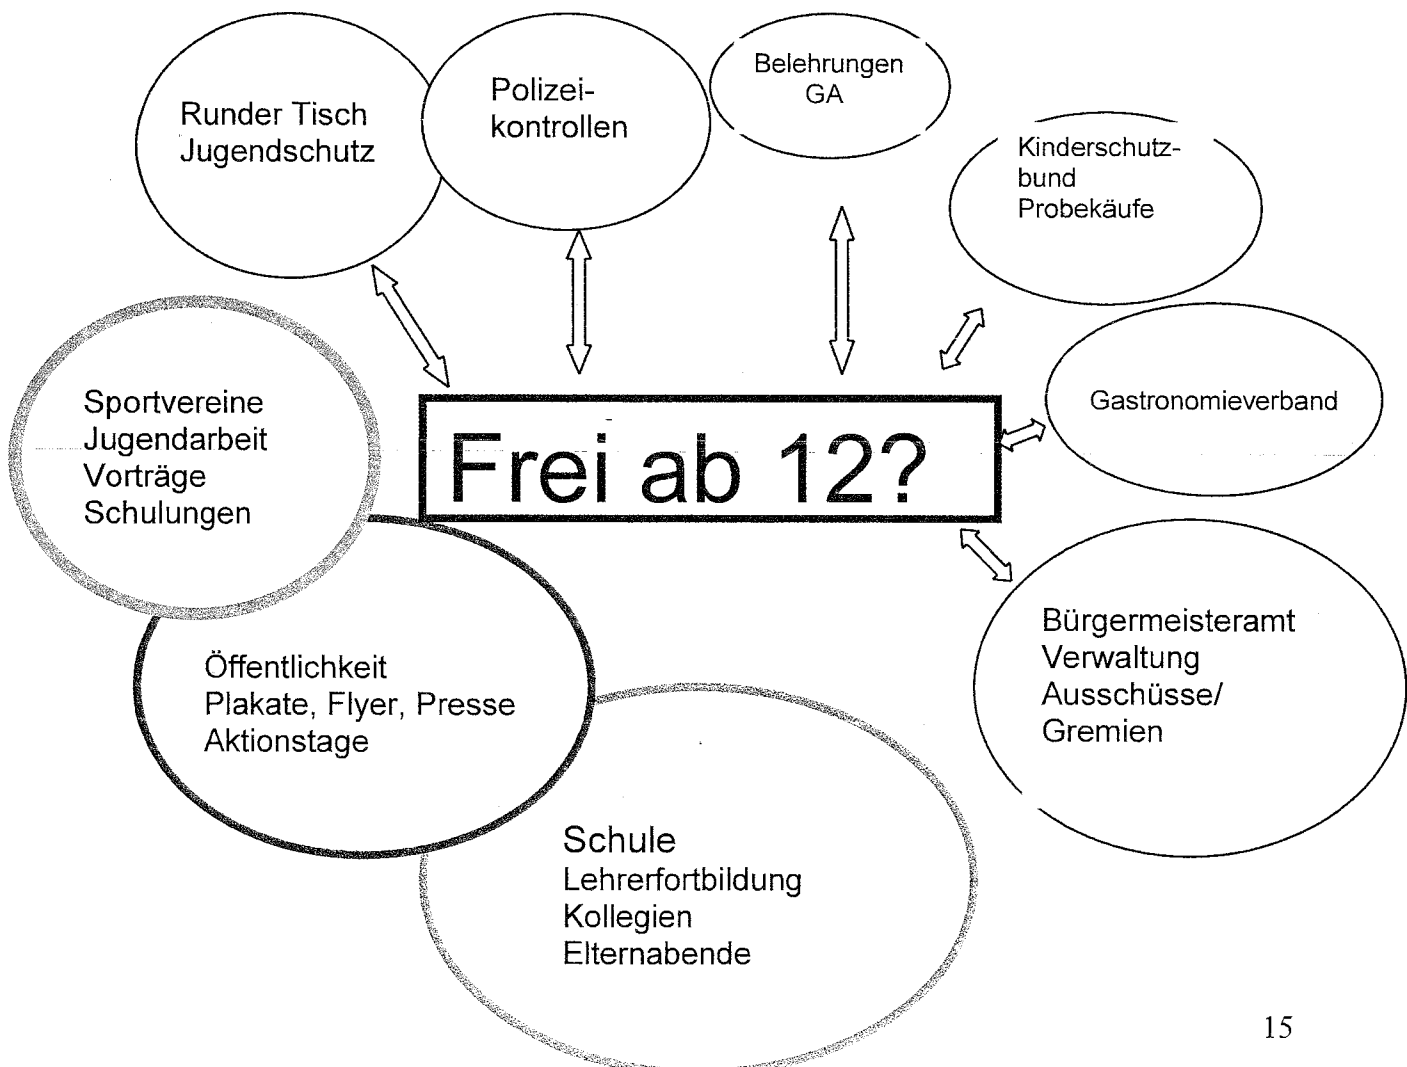 Runder Tisch
Jugendschutz
Polizei-
kontrollen
Belehrungen
GA
Kinderschutz-
bund
Probekäufe
Gastronomieverband
Sportvereine
Jugendarbeit
Vorträge
Schulungen
Frei ab 12?
Bürgermeisteramt
Verwaltung
Ausschüsse/
Gremien
Öffentlichkeit
Plakate, Flyer, Presse
Aktionstage
Schule
Lehrerfortbildung
Kollegien
Elternabende
15